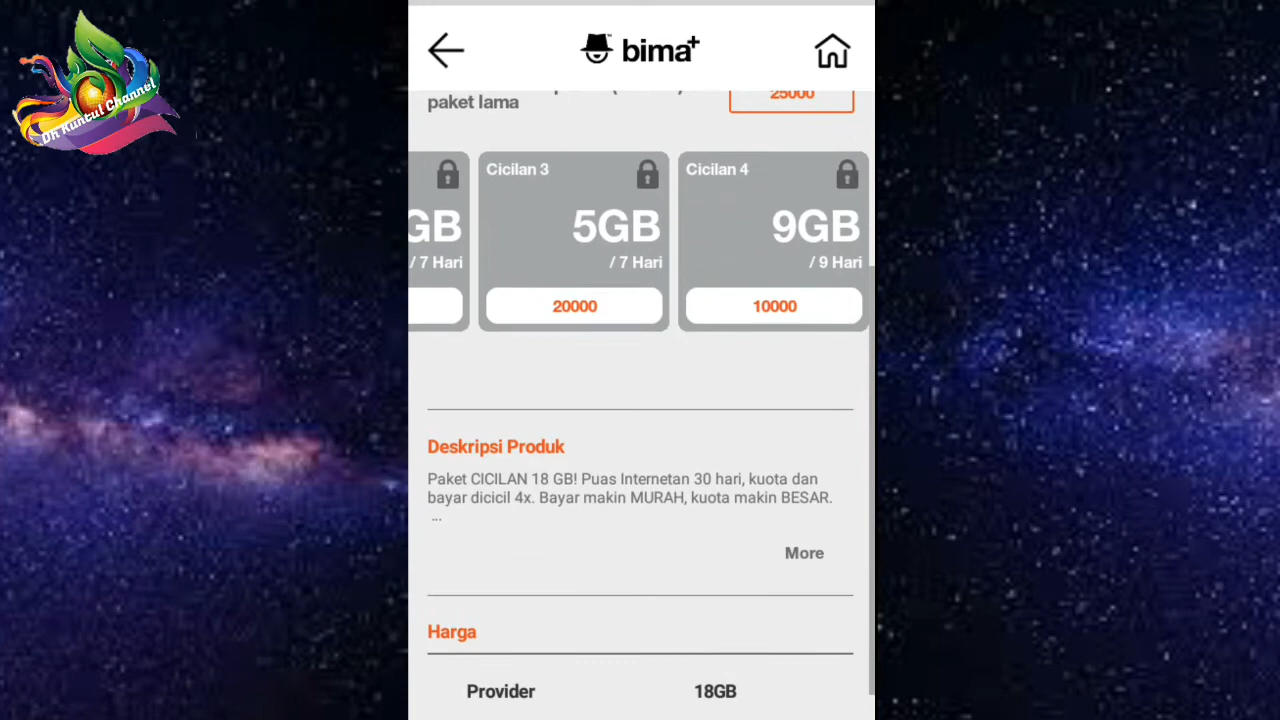 Dh Kuntul Channel
bima+
paket lama
25000
GB
/ 7 Hari
Cicilan 3
5GB
/ 7 Hari
20000
Cicilan 4
9GB
/ 9 Hari
10000
Deskripsi Produk
Paket CICILAN 18 GB! Puas Internetan 30 hari, kuota dan
bayar dicicil 4x. Bayar makin MURAH, kuota makin BESAR.
...
More
Harga
Provider 18GB